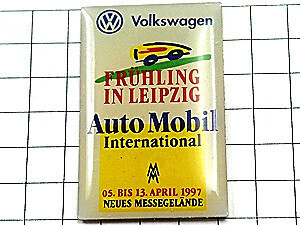 Volkswagen
FRÜHLING
IN LEIPZIG
Auto Mobil
International
05. BIS 13. APRIL 1997
NEUES MESSEGELÄNDE